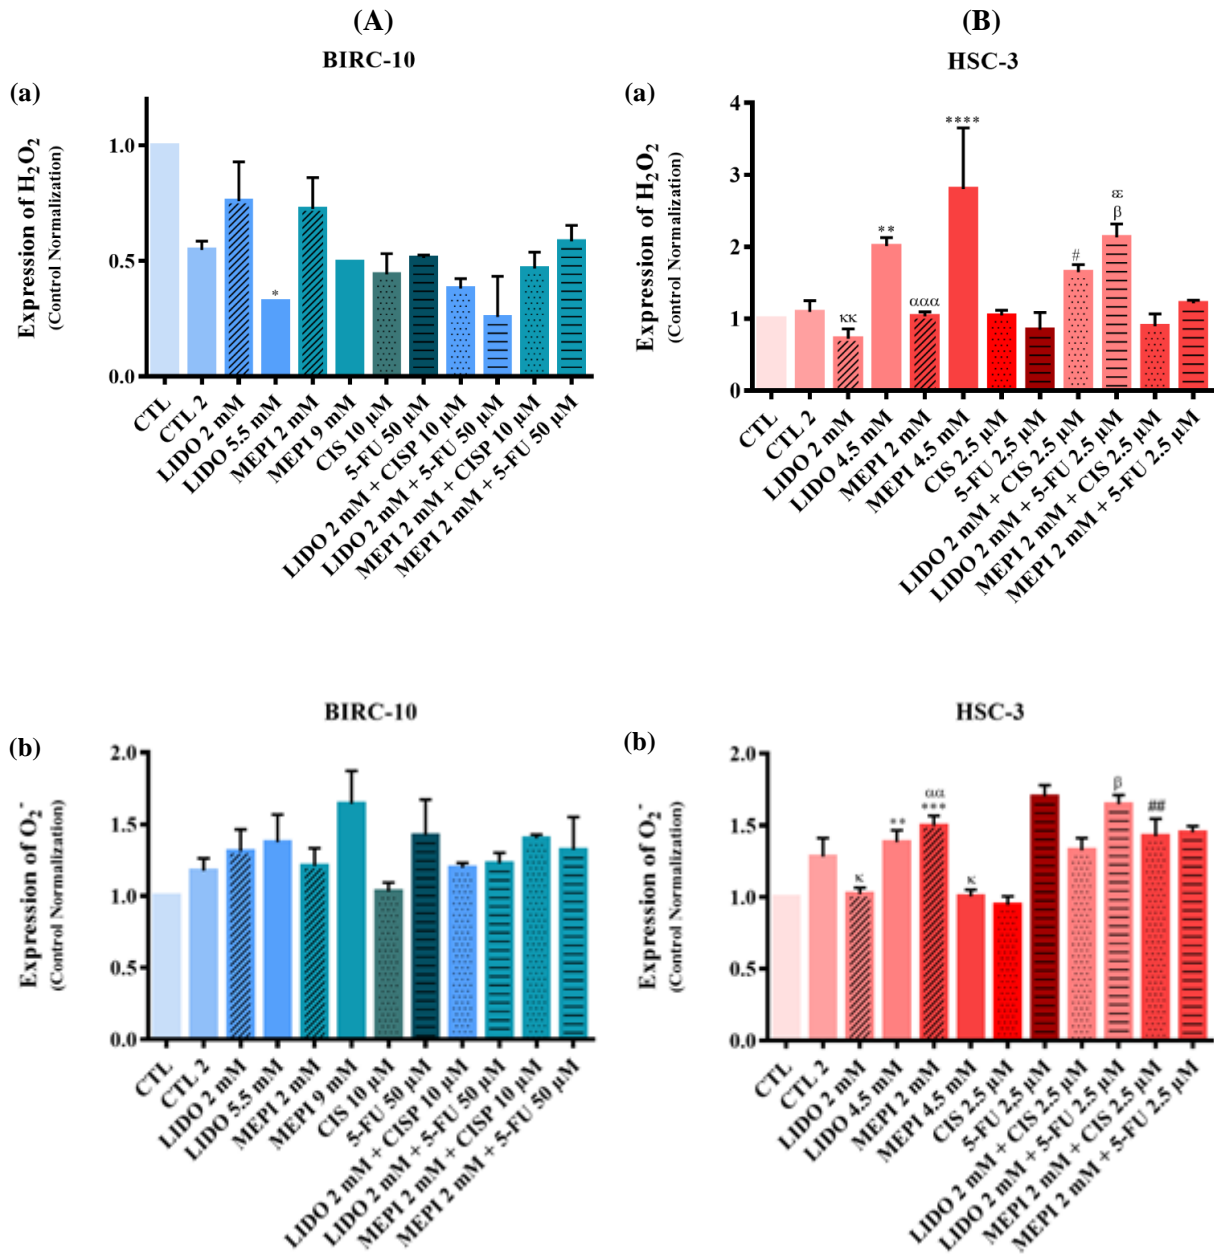 (A)
BIRC-10
(a)
Expression of H₂O₂
(Control Normalization)
1.0
0.5
0.0
*
CTL
CTL 2
LIDO 2 mM
LIDO 5.5 mM
MEPI 2 mM
MEPI 9 mM
CIS 10 µM
5-FU 50 µM
LIDO 2 mM + CISP 10 µM
LIDO 2 mM + 5-FU 50 µM
MEPI 2 mM + CISP 10 µM
MEPI 2 mM + 5-FU 50 µM
(B)
HSC-3
(a)
Expression of H₂O₂
(Control Normalization)
4
3
2
1
0
κκ
**
ααα
****
#
εε
β
CTL
CTL 2
LIDO 2 mM
LIDO 4.5 mM
MEPI 2 mM
MEPI 4.5 mM
CIS 2.5 µM
5-FU 2,5 µM
LIDO 2 mM + CIS 2.5 µM
LIDO 2 mM + 5-FU 2.5 µM
MEPI 2 mM + CIS 2.5 µM
MEPI 2 mM + 5-FU 2.5 µM
BIRC-10
(b)
Expression of O₂⁻
(Control Normalization)
2.0
1.5
1.0
0.5
0.0
CTL
CTL 2
LIDO 2 mM
LIDO 5.5 mM
MEPI 2 mM
MEPI 9 mM
CIS 10 µM
5-FU 50 µM
LIDO 2 mM + CISP 10 µM
LIDO 2 mM + 5-FU 50 µM
MEPI 2 mM + CISP 10 µM
MEPI 2 mM + 5-FU 50 µM
HSC-3
(b)
Expression of O₂⁻
(Control Normalization)
2.0
1.5
1.0
0.5
0.0
κ
**
αα
***
κ
β
##
CTL
CTL 2
LIDO 2 mM
LIDO 4.5 mM
MEPI 2 mM
MEPI 4.5 mM
CIS 2.5 µM
5-FU 2,5 µM
LIDO 2 mM + CIS 2.5 µM
LIDO 2 mM + 5-FU 2.5 µM
MEPI 2 mM + CIS 2.5 µM
MEPI 2 mM + 5-FU 2.5 µM